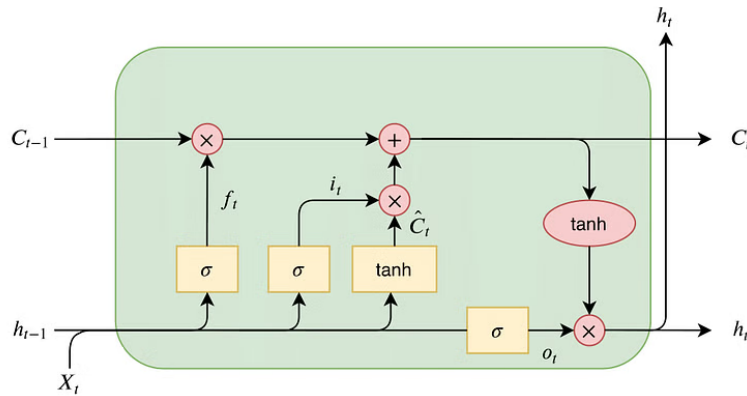 h_t
C_{t-1} × + C_t
f_t i_t × Ĉ_t tanh
σ σ tanh
h_{t-1} σ o_t × h_t
X_t